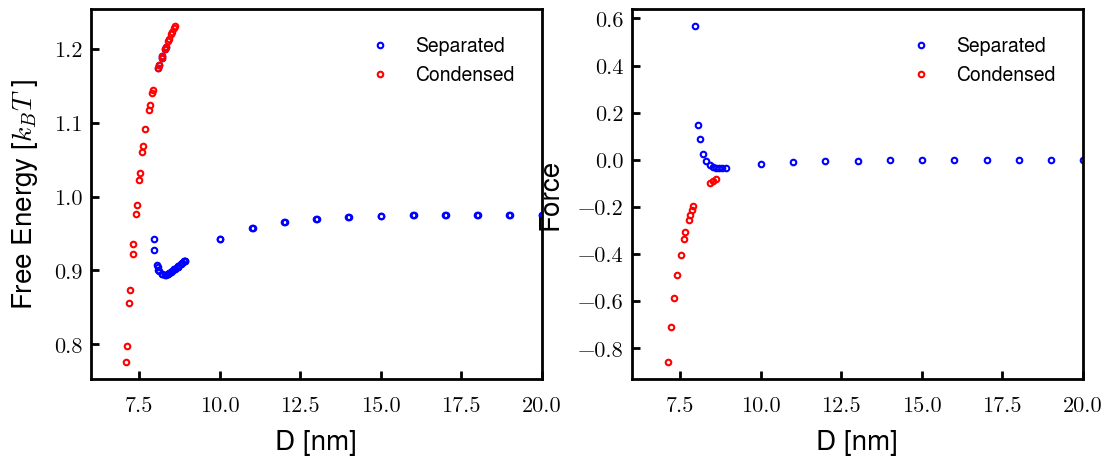 Free Energy [$k_BT$]
1.2
1.1
1.0
0.9
0.8
7.5 10.0 12.5 15.0 17.5 20.0
D [nm]
Separated
Condensed
Force
0.6
0.4
0.2
0.0
−0.2
−0.4
−0.6
−0.8
7.5 10.0 12.5 15.0 17.5 20.0
D [nm]
Separated
Condensed